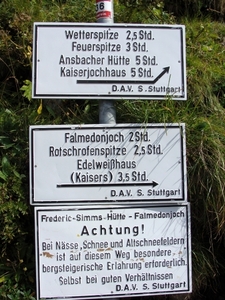 Wetterspitze 2,5 Std.
Feuerspitze 3 Std.
Ansbacher Hütte 5 Std.
Kaiserjochhaus 5 Std.
D.A.V. S. Stuttgart
Falmedonjoch 2 Std.
Rotschrofenspitze 2,5 Std.
Edelweißhaus
(Kaisers) 3,5 Std.
D.A.V. S. Stuttgart
Frederic-Simms-Hütte - Falmedonjoch
Achtung!
Bei Nässe, Schnee und Altschneefeldern
ist auf diesem Weg besondere
bergsteigerische Erfahrung erforderlich.
Selbst bei guten Verhältnissen
D.A.V. S. Stuttgart